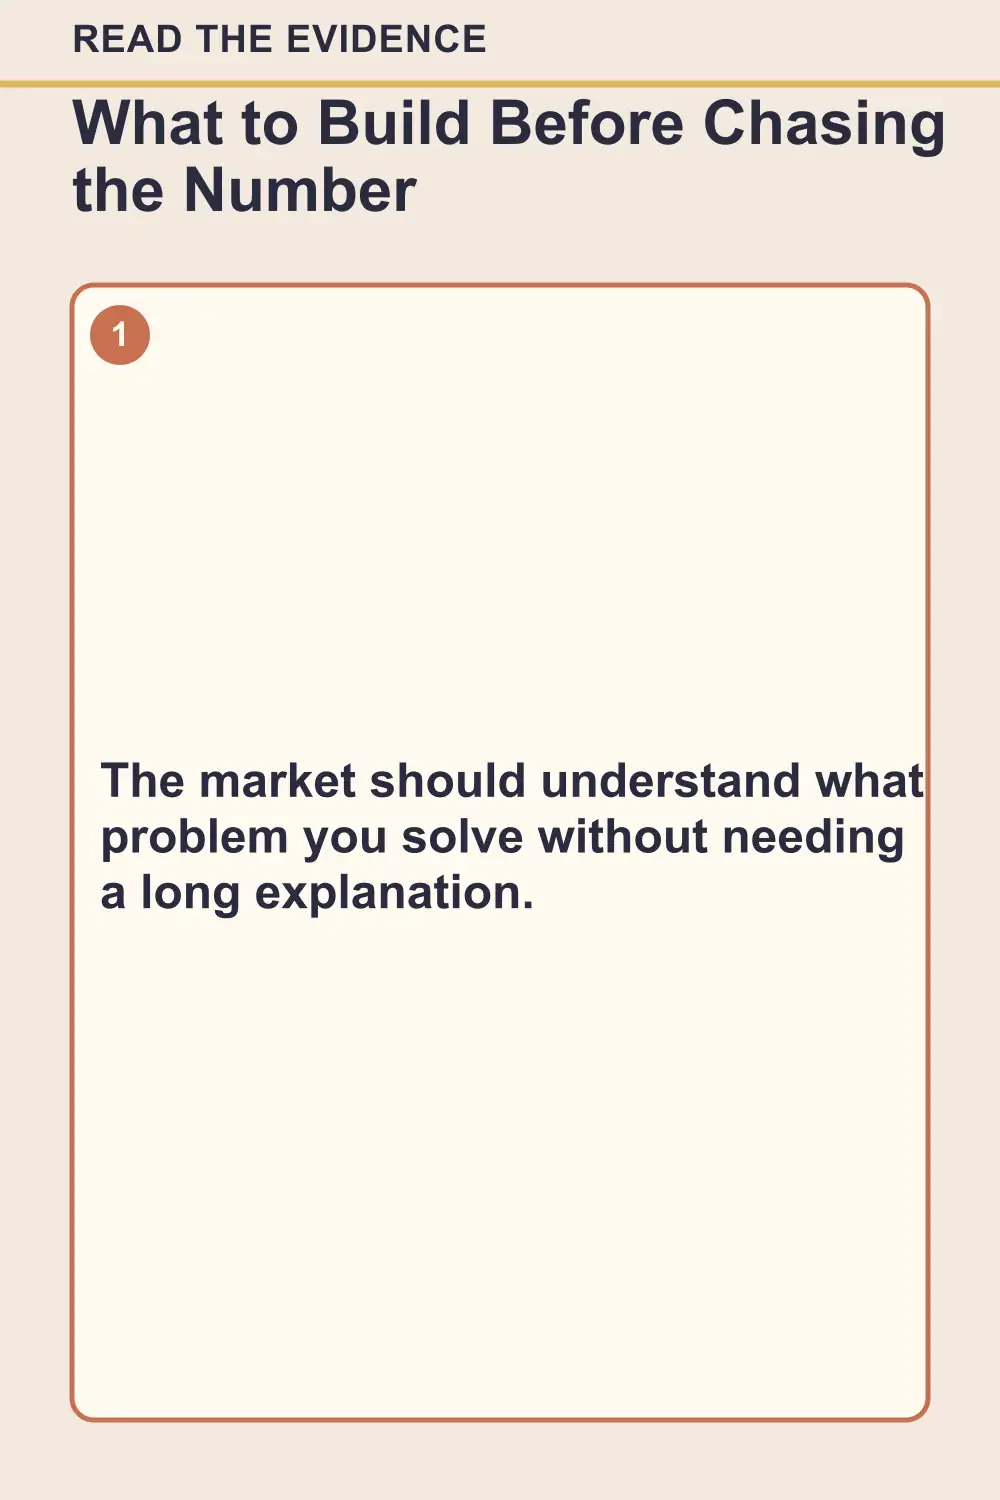 READ THE EVIDENCE
What to Build Before Chasing
the Number
1
The market should understand what
problem you solve without needing
a long explanation.